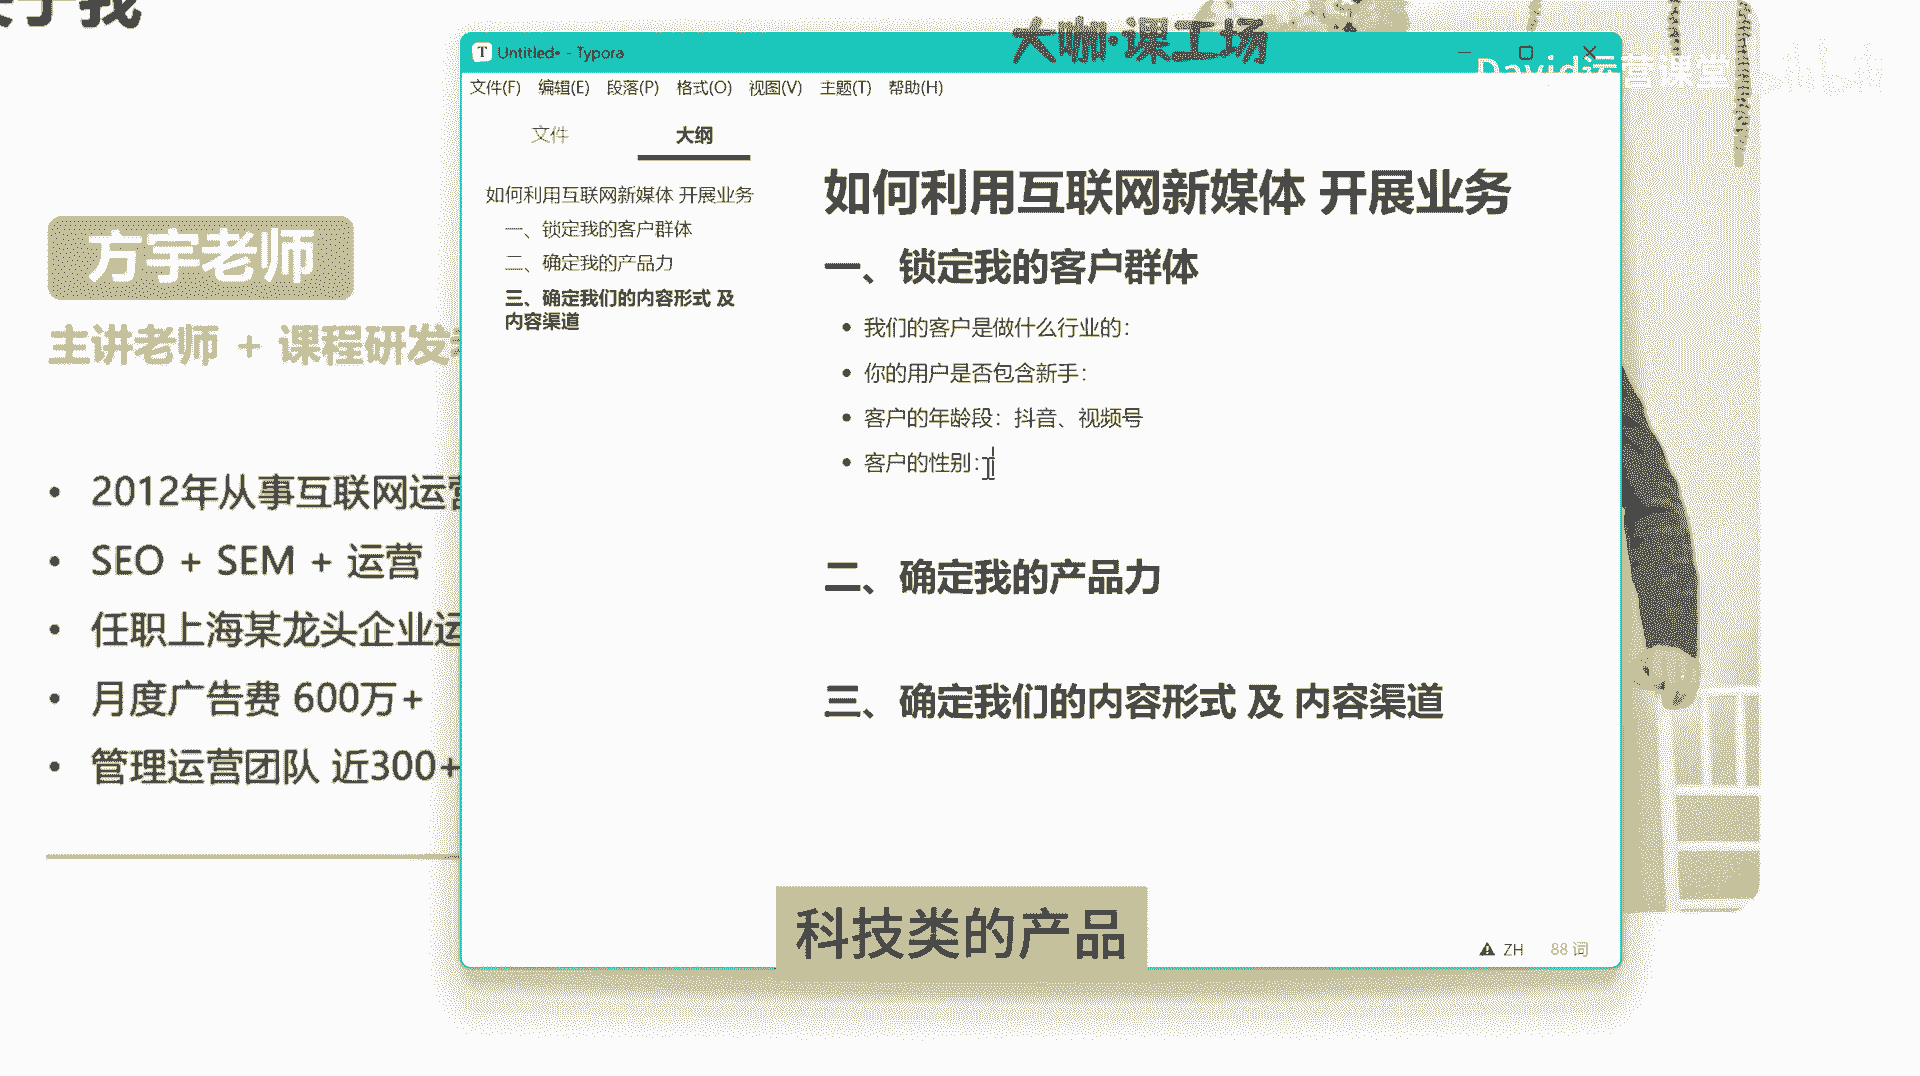 关于我
方宇老师
主讲老师 + 课程研发
• 2012年从事互联网运营
• SEO + SEM + 运营
• 任职上海某龙头企业运
• 月度广告费 600万+
• 管理运营团队 近300+
大咖·课工场
David运营课堂
Untitled• - Typora
文件(F) 编辑(E) 段落(P) 格式(O) 视图(V) 主题(T) 帮助(H)
文件 大纲
如何利用互联网新媒体 开展业务
一、锁定我的客户群体
二、确定我的产品力
三、确定我们的内容形式 及
内容渠道
如何利用互联网新媒体 开展业务
一、锁定我的客户群体
• 我们的客户是做什么行业的：
• 你的用户是否包含新手：
• 客户的年龄段：抖音、视频号
• 客户的性别：
二、确定我的产品力
三、确定我们的内容形式 及 内容渠道
科技类的产品
ZH 88 词